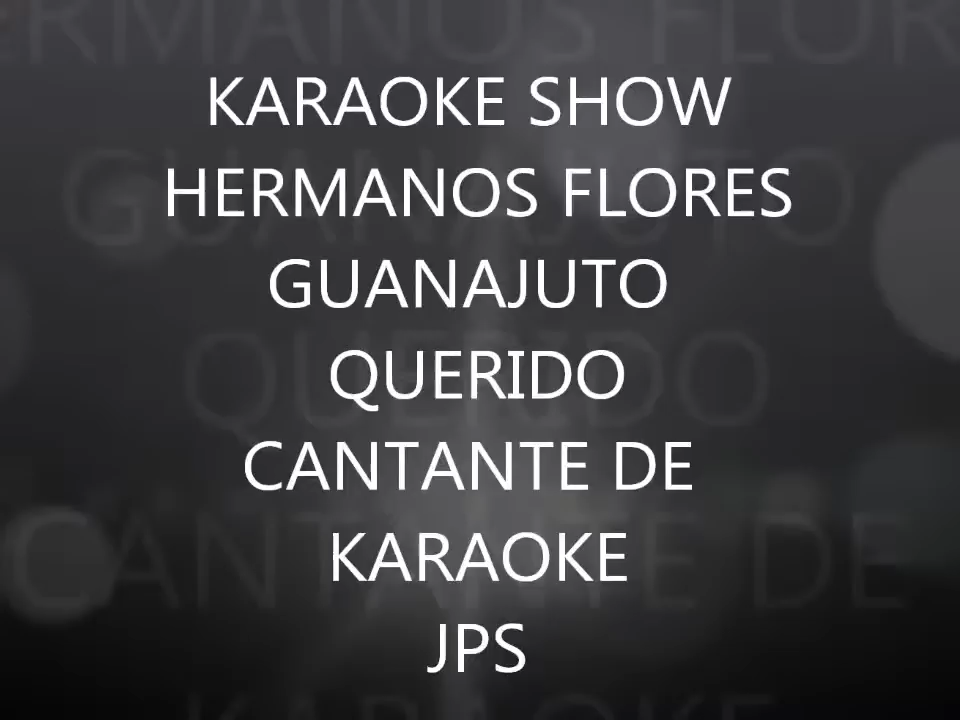 KARAOKE SHOW
HERMANOS FLORES
GUANAJUTO
QUERIDO
CANTANTE DE
KARAOKE
JPS